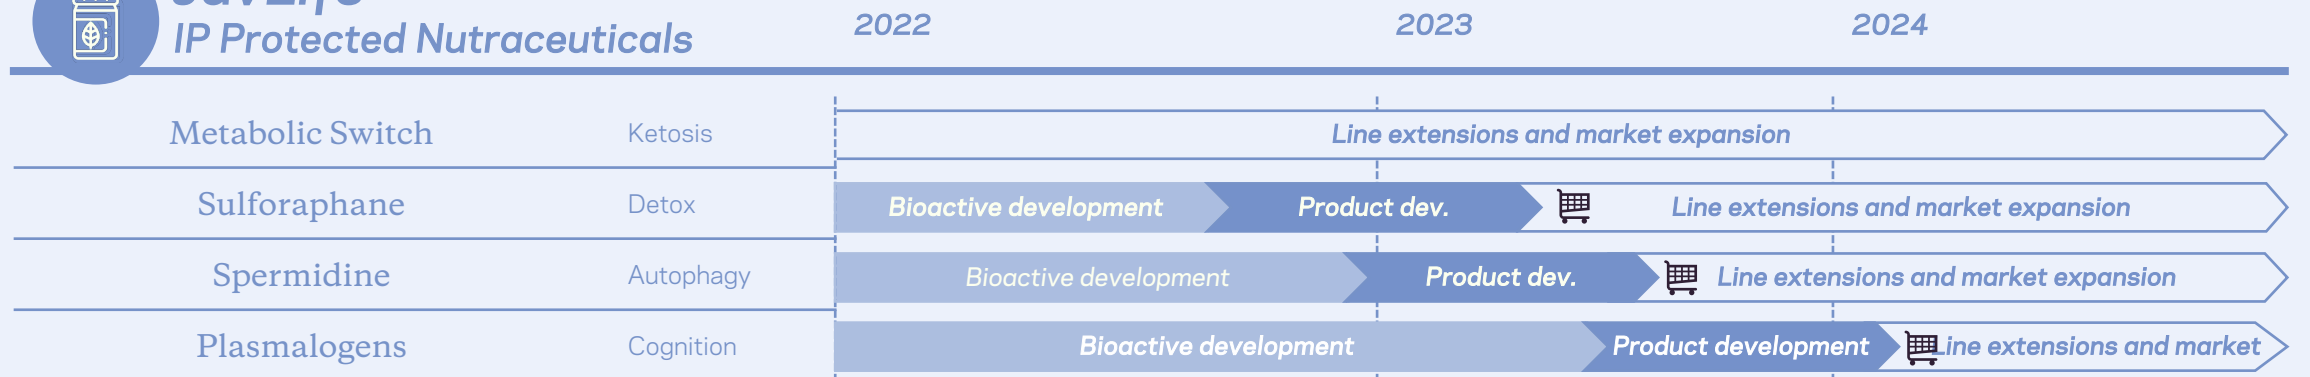 IP Protected Nutraceuticals
2022 2023 2024
Metabolic Switch Ketosis Line extensions and market expansion
Sulforaphane Detox Bioactive development Product dev. Line extensions and market expansion
Spermidine Autophagy Bioactive development Product dev. Line extensions and market expansion
Plasmalogens Cognition Bioactive development Product development Line extensions and market